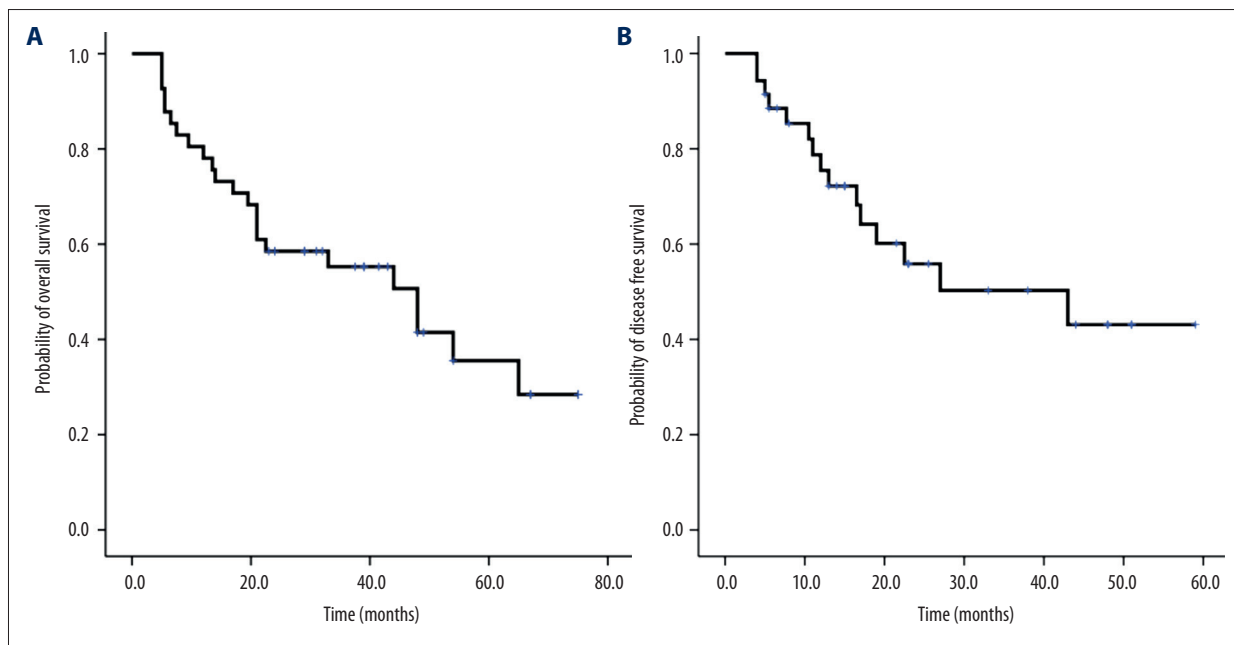 A
B
Probability of overall survival
1.0
0.8
0.6
0.4
0.2
0.0
0.0 20.0 40.0 60.0 80.0
Time (months)
Probability of disease free survival
1.0
0.8
0.6
0.4
0.2
0.0
0.0 10.0 20.0 30.0 40.0 50.0 60.0
Time (months)